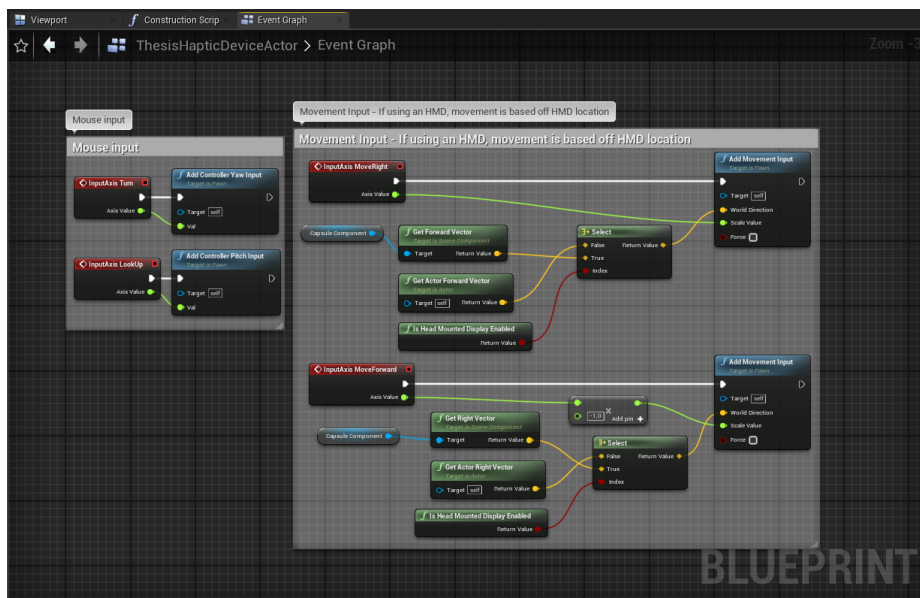 Viewport
Construction Scrip
Event Graph
ThesisHapticDeviceActor > Event Graph
Zoom -3
Mouse input
Mouse input
InputAxis Turn
Axis Value
Add Controller Yaw Input
Target is Pawn
Target self
Val
InputAxis LookUp
Axis Value
Add Controller Pitch Input
Target is Pawn
Target self
Val
Movement Input - If using an HMD, movement is based off HMD location
Movement Input - If using an HMD, movement is based off HMD location
InputAxis MoveRight
Axis Value
Capsule Component
Get Forward Vector
Target is Scene Component
Target Return Value
Get Actor Forward Vector
Target is Actor
Target self Return Value
Is Head Mounted Display Enabled
Return Value
Select
False Return Value
True
Index
Add Movement Input
Target is Pawn
Target self
World Direction
Scale Value
Force
InputAxis MoveForward
Axis Value
-1.0 Add pin +
Capsule Component
Get Right Vector
Target is Scene Component
Target Return Value
Get Actor Right Vector
Target is Actor
Target self Return Value
Is Head Mounted Display Enabled
Return Value
Select
False Return Value
True
Index
Add Movement Input
Target is Pawn
Target self
World Direction
Scale Value
Force
BLUEPRINT